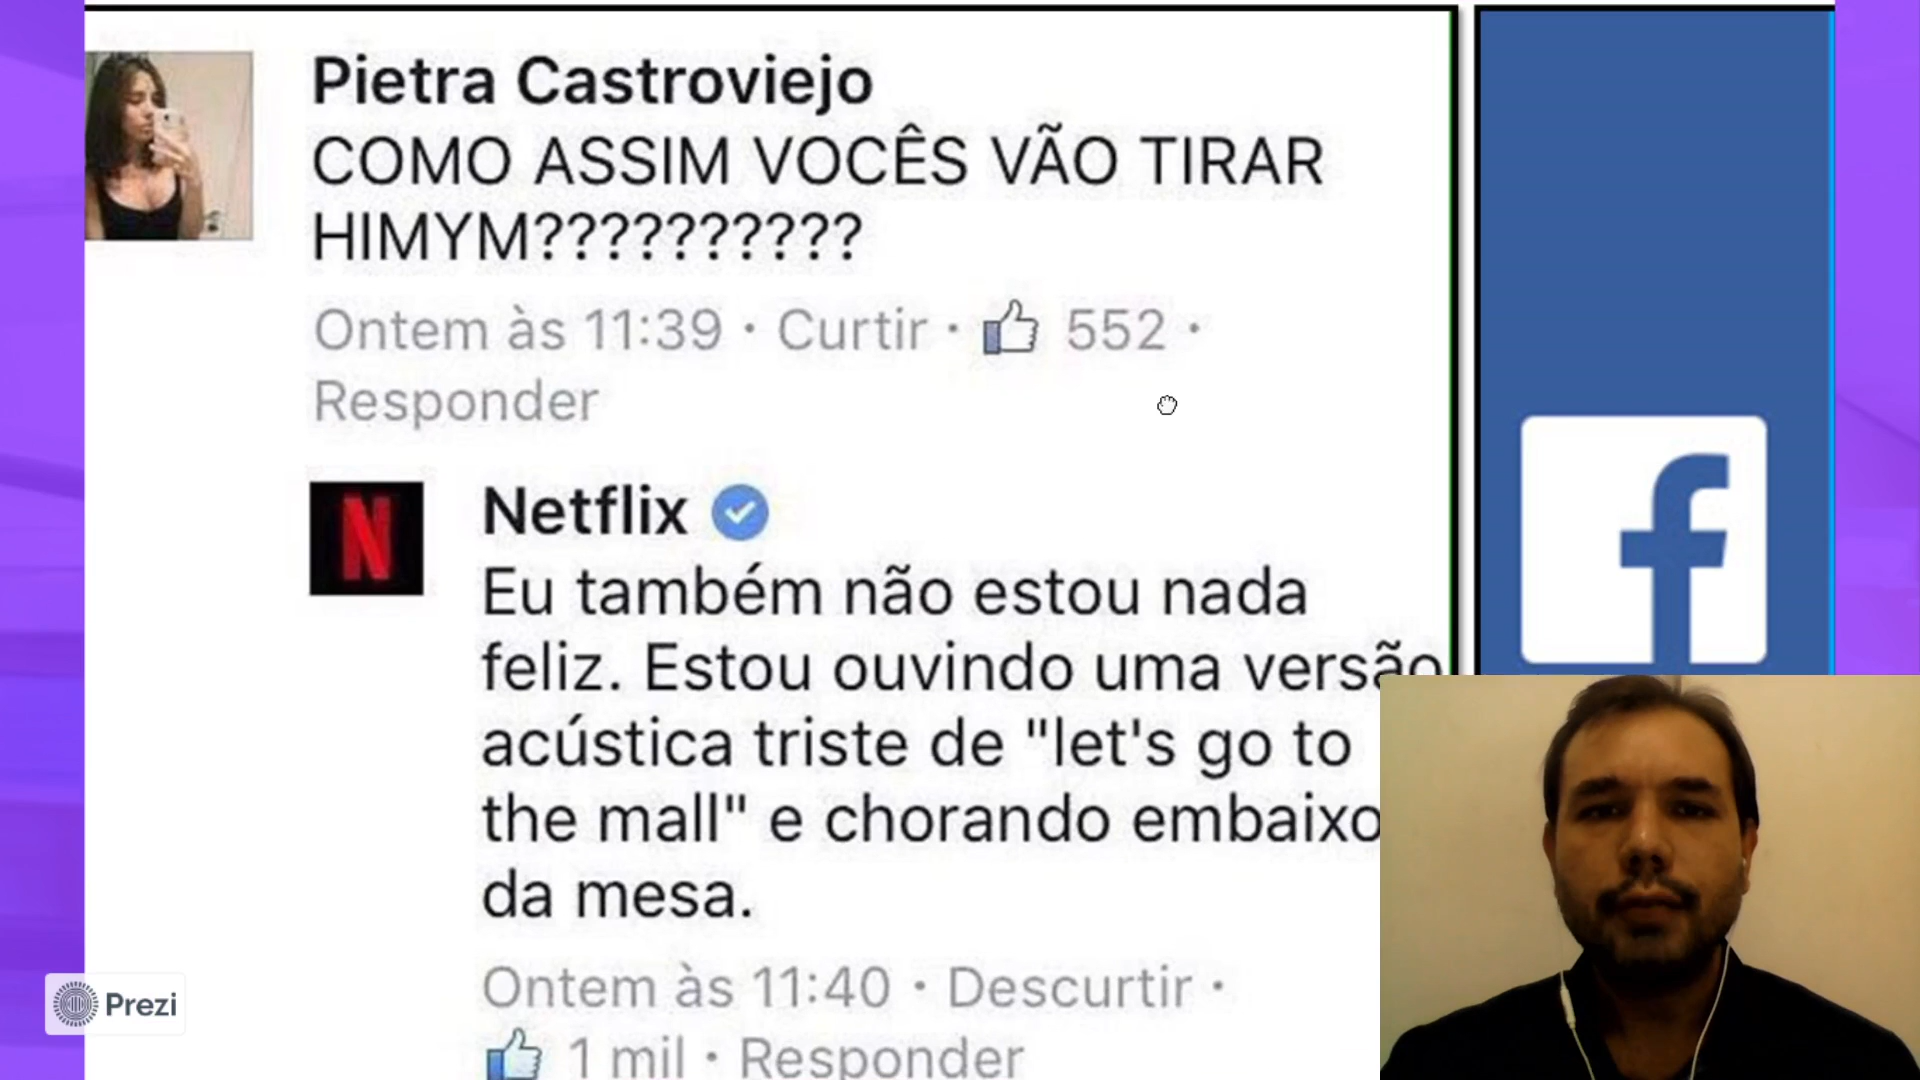 Pietra Castroviejo
COMO ASSIM VOCÊS VÃO TIRAR
HIMYM??????????
Ontem às 11:39 · Curtir · 552 ·
Responder
Netflix
Eu também não estou nada
feliz. Estou ouvindo uma versão
acústica triste de "let's go to
the mall" e chorando embaixo
da mesa.
Ontem às 11:40 · Descurtir ·
1 mil · Responder
Prezi